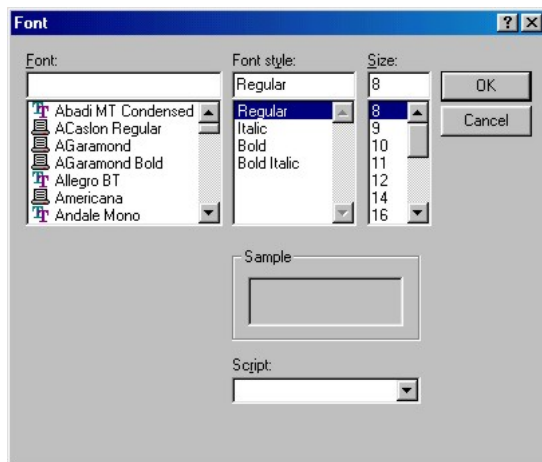 Font
Font:
Font style:
Size:
Regular
8
OK
Cancel
Abadi MT Condensed
ACaslon Regular
AGaramond
AGaramond Bold
Allegro BT
Americana
Andale Mono
Regular
Italic
Bold
Bold Italic
8
9
10
11
12
14
16
Sample
Script: